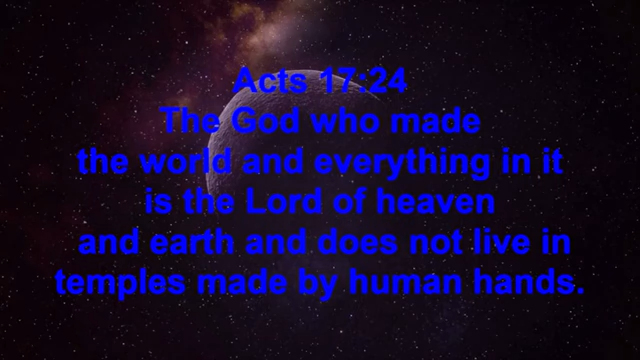 Acts 17:24
The God who made
the world and everything in it
is the Lord of heaven
and earth and does not live in
temples made by human hands.